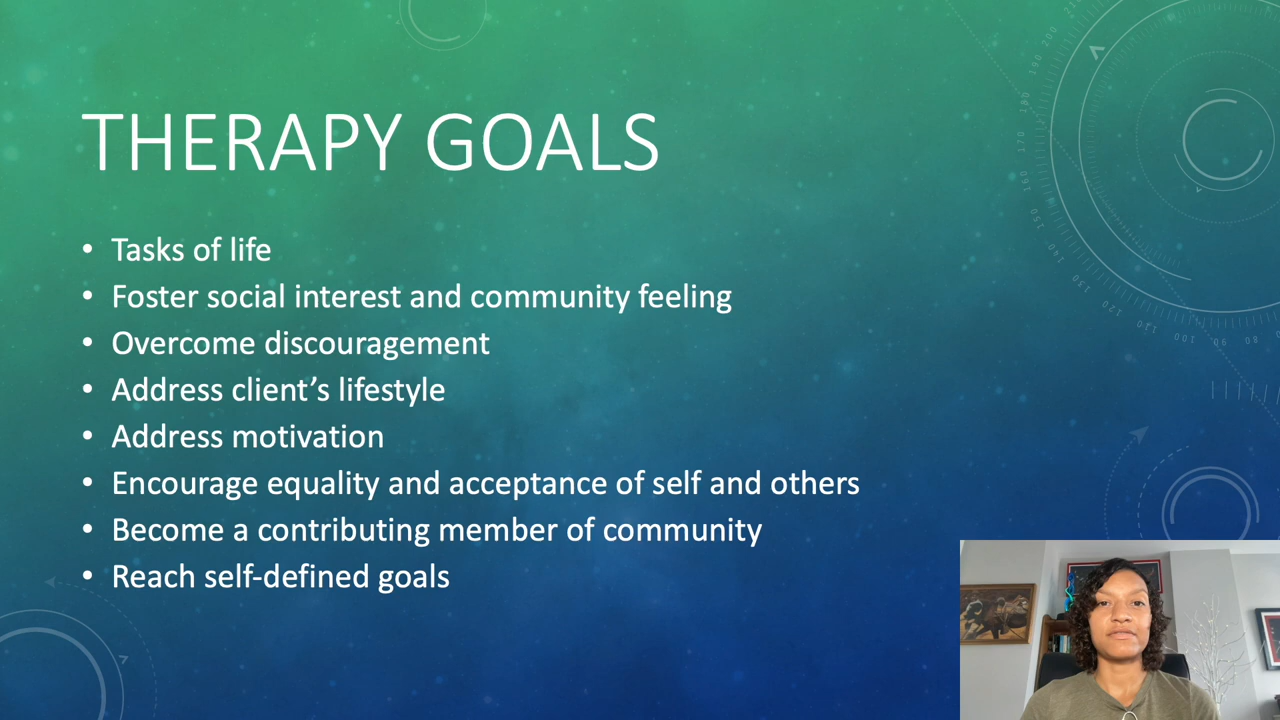 THERAPY GOALS
• Tasks of life
• Foster social interest and community feeling
• Overcome discouragement
• Address client’s lifestyle
• Address motivation
• Encourage equality and acceptance of self and others
• Become a contributing member of community
• Reach self-defined goals